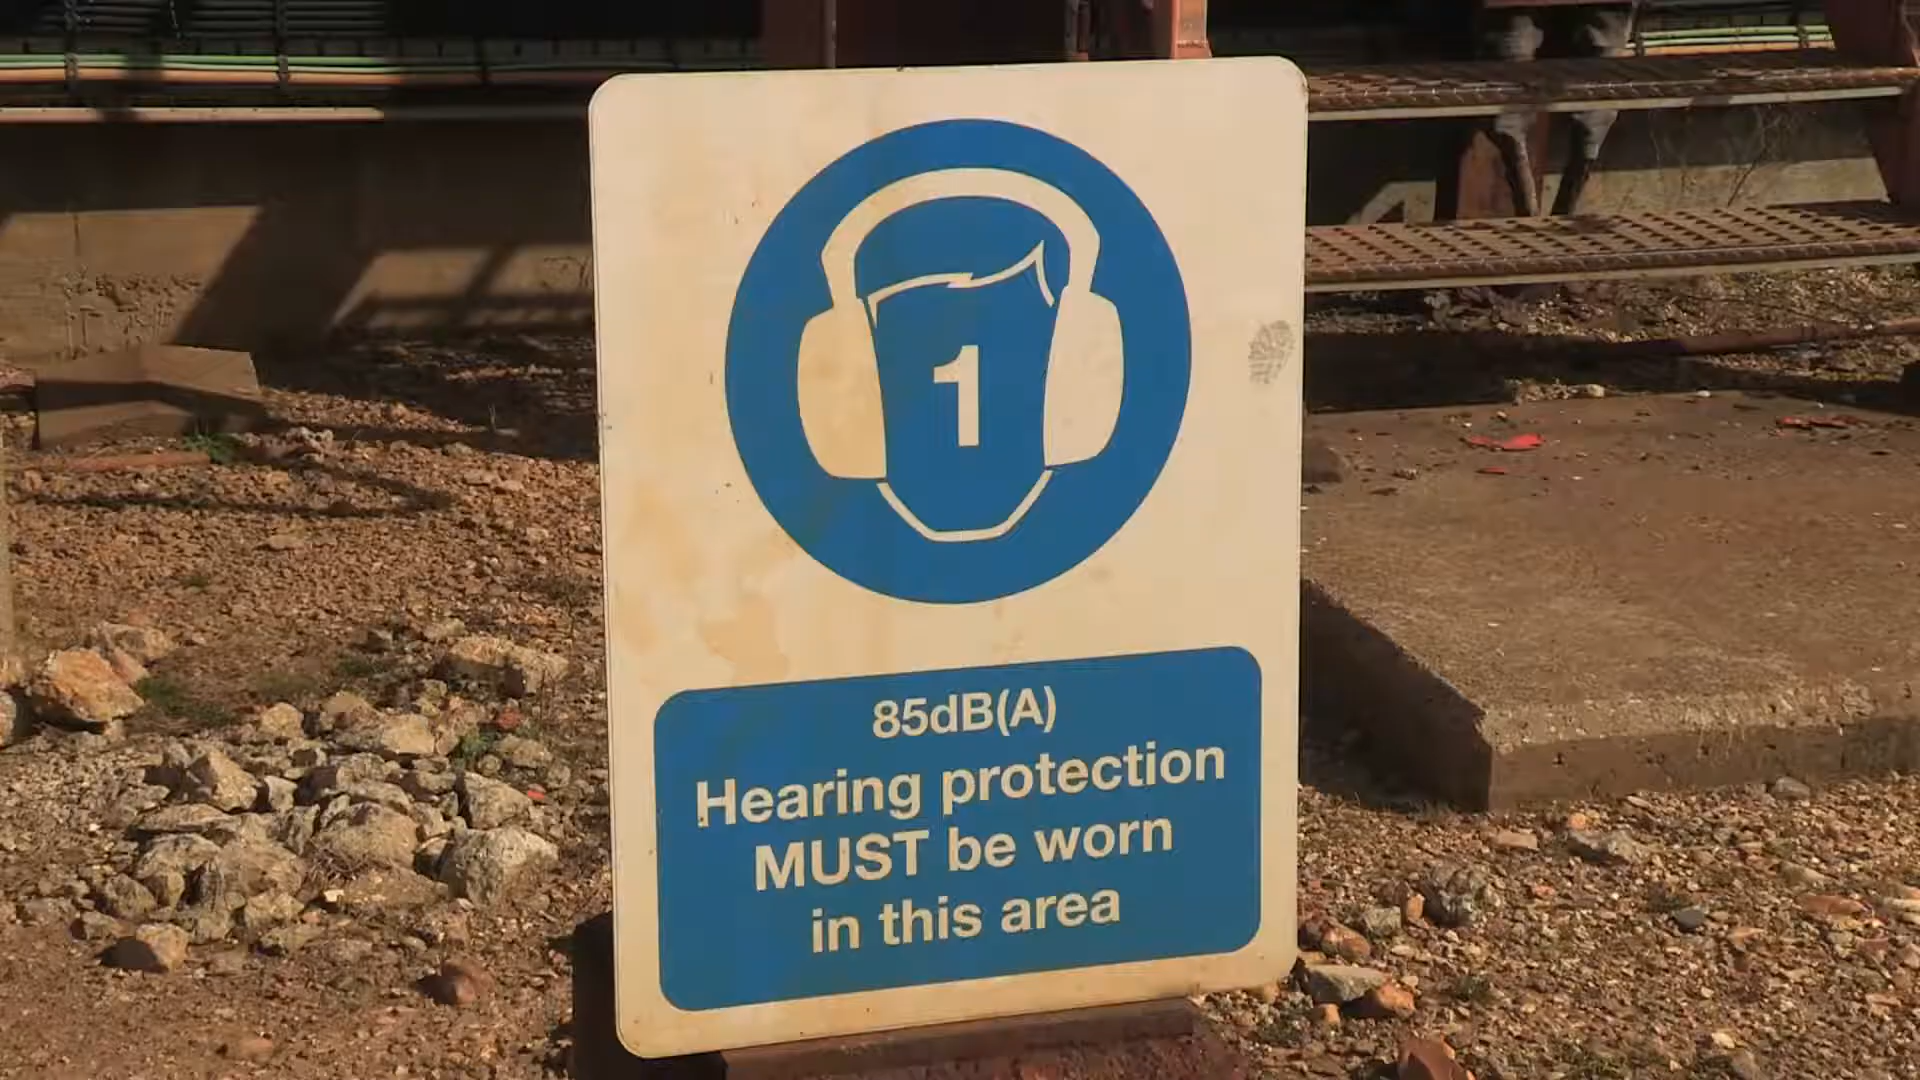 1
85dB(A)
Hearing protection
MUST be worn
in this area